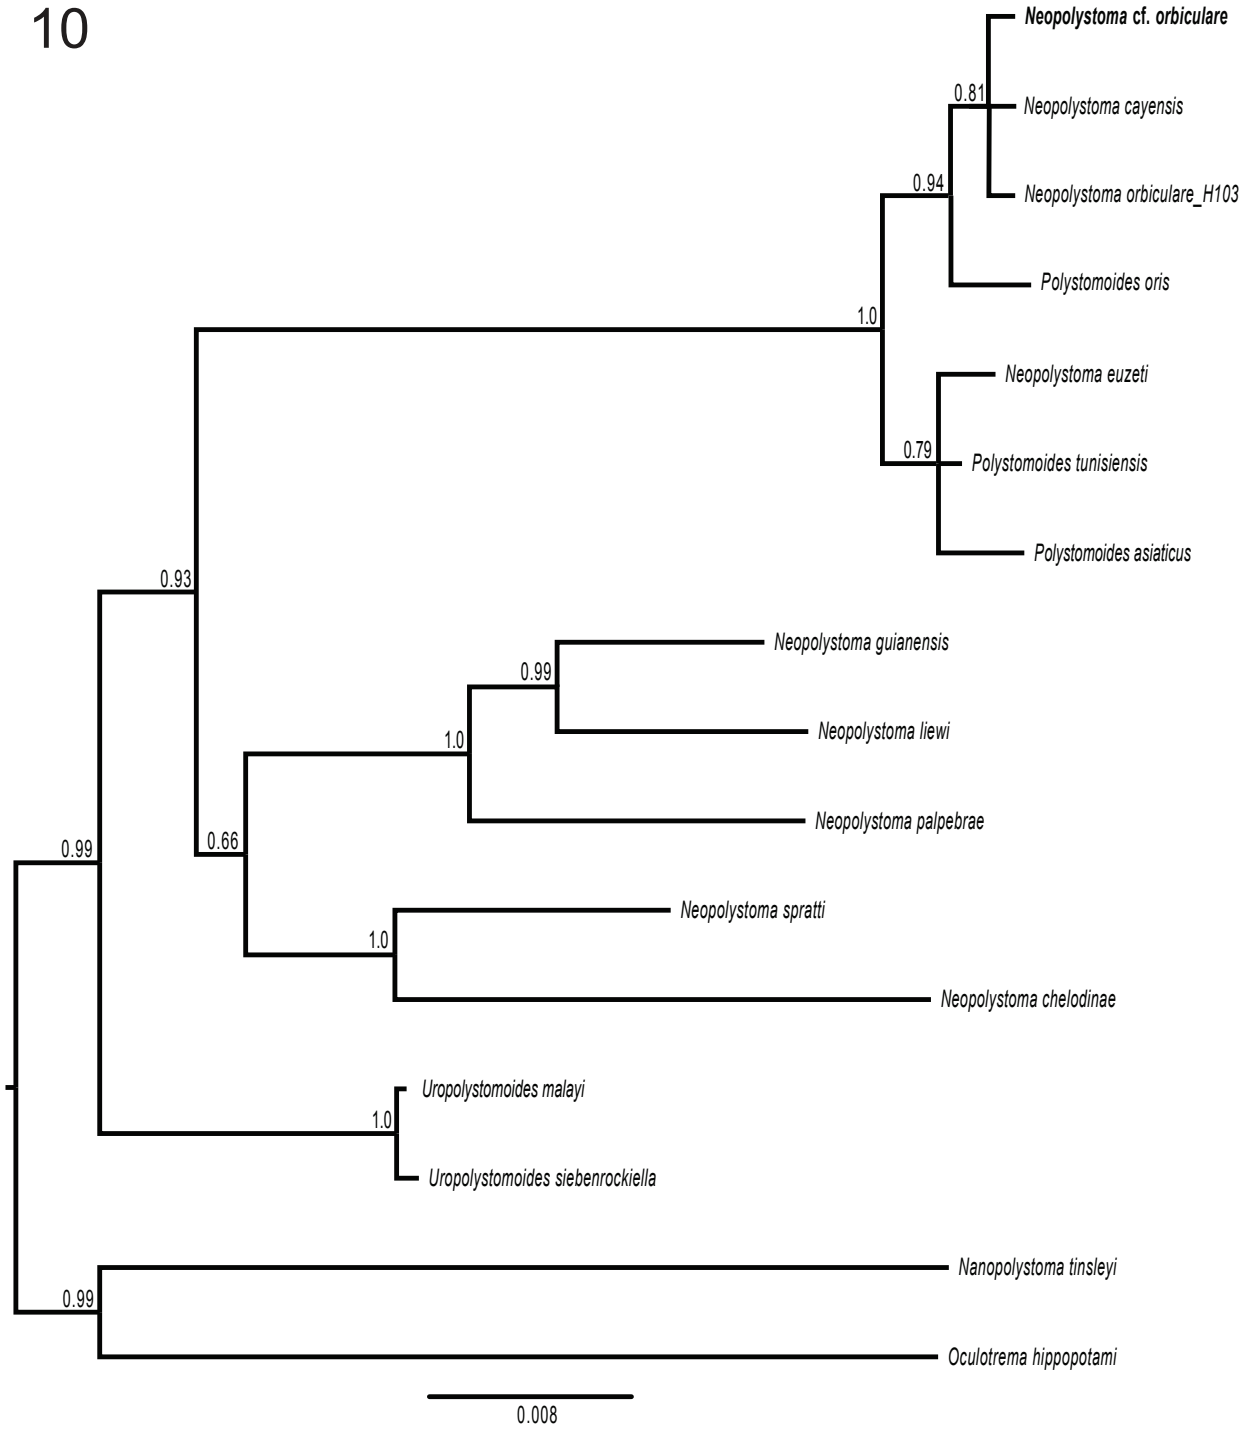 10
Neopolystoma cf. orbiculare
0.81
Neopolystoma cayensis
0.94
Neopolystoma orbiculare_H103
Polystomoides oris
1.0
Neopolystoma euzeti
0.79
Polystomoides tunisiensis
Polystomoides asiaticus
0.93
Neopolystoma guianensis
0.99
Neopolystoma liewi
1.0
Neopolystoma palpebrae
0.66
0.99
Neopolystoma spratti
1.0
Neopolystoma chelodinae
Uropolystomoides malayi
1.0
Uropolystomoides siebenrockiella
Nanopolystoma tinsleyi
0.99
Oculotrema hippopotami
0.008